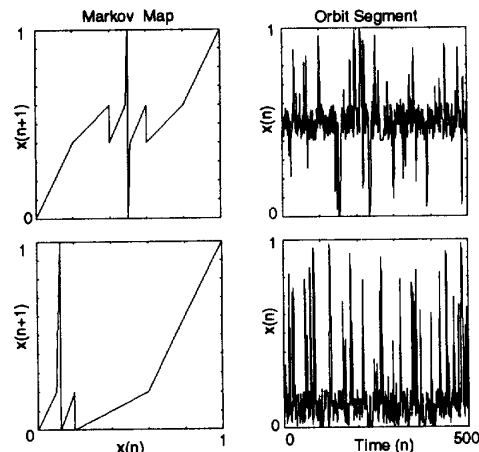 Markov Map
Orbit Segment
1
x(n+1)
0
1
x(n)
0
1
x(n+1)
0
0
x(n)
1
1
x(n)
0
0
Time (n)
500